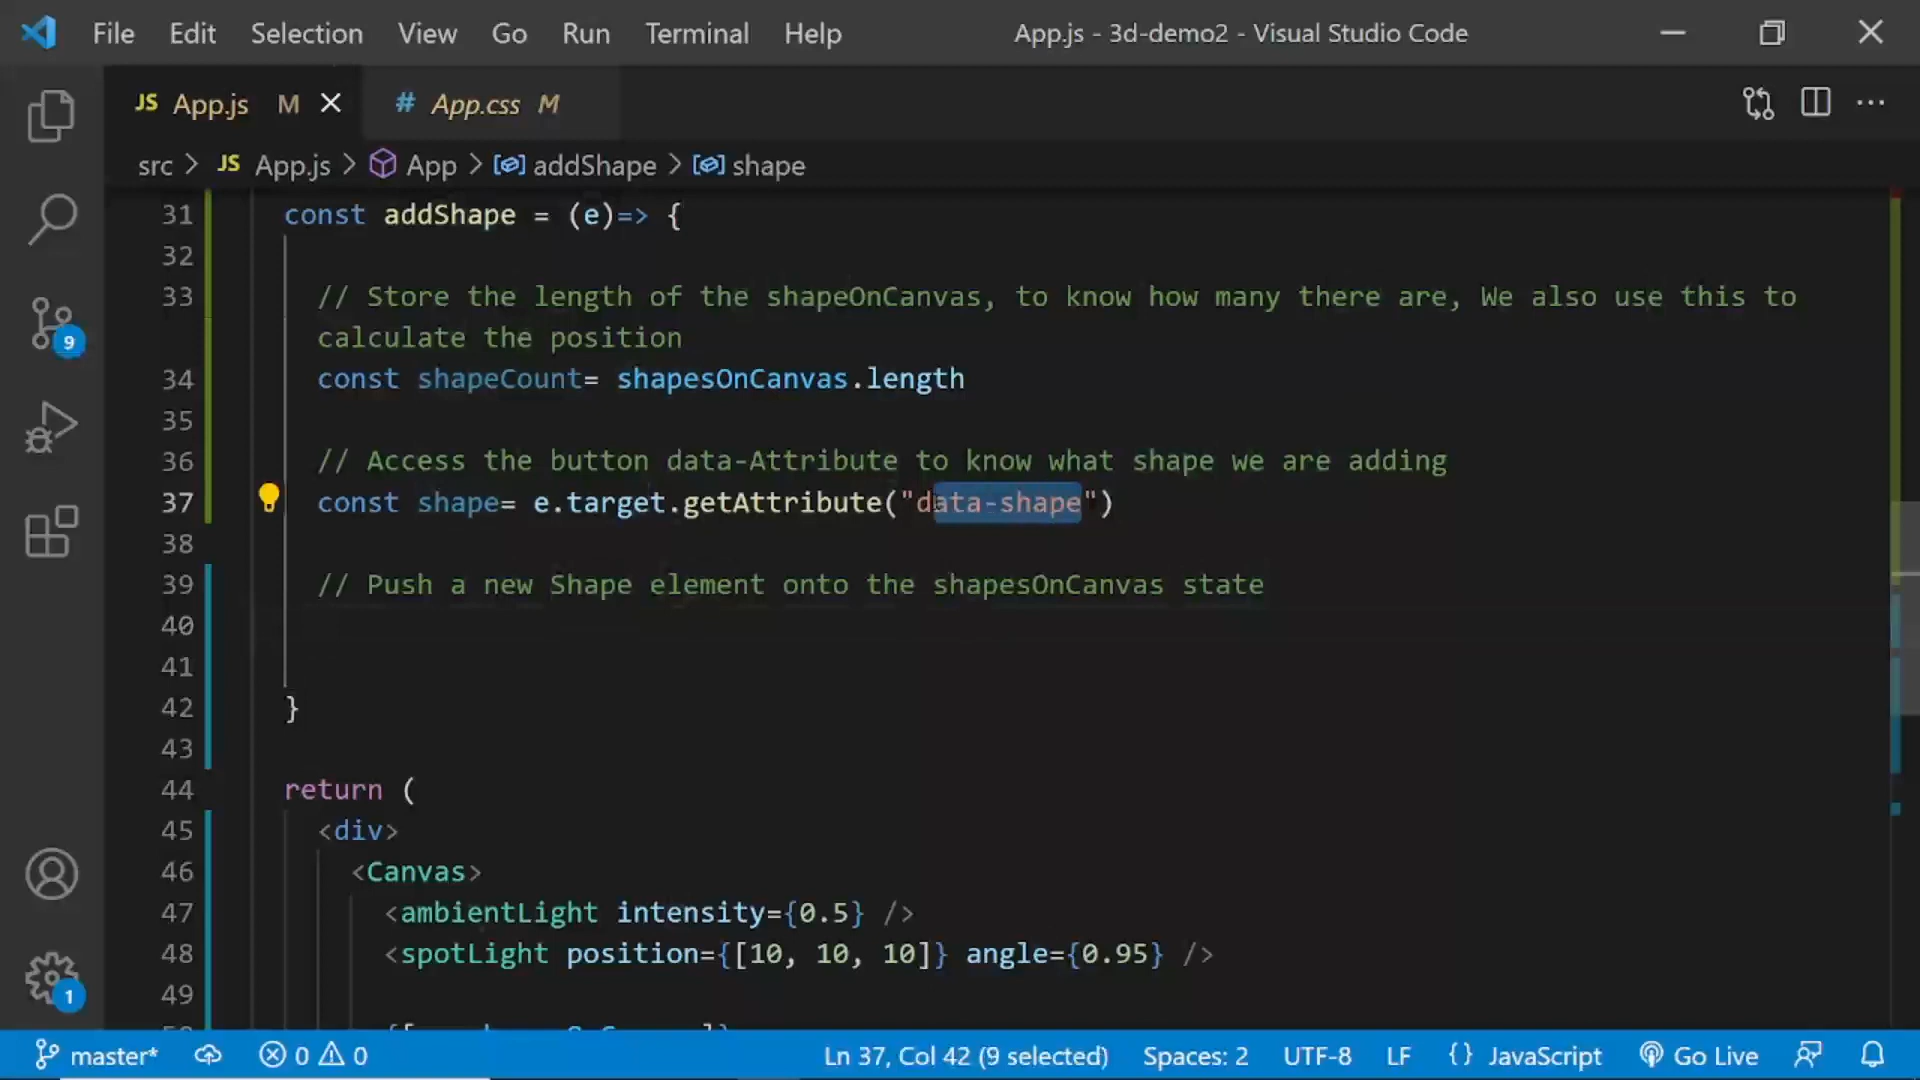 File Edit Selection View Go Run Terminal Help App.js - 3d-demo2 - Visual Studio Code
JS App.js M # App.css M
src > JS App.js > App > addShape > shape
31 const addShape = (e)=> {
32
33 // Store the length of the shapeOnCanvas, to know how many there are, We also use this to
calculate the position
34 const shapeCount= shapesOnCanvas.length
35
36 // Access the button data-Attribute to know what shape we are adding
37 const shape= e.target.getAttribute("data-shape")
38
39 // Push a new Shape element onto the shapesOnCanvas state
40
41
42 }
43
44 return (
45 <div>
46 <Canvas>
47 <ambientLight intensity={0.5} />
48 <spotLight position={[10, 10, 10]} angle={0.95} />
49
9
1
master* 0 0 Ln 37, Col 42 (9 selected) Spaces: 2 UTF-8 LF {} JavaScript Go Live